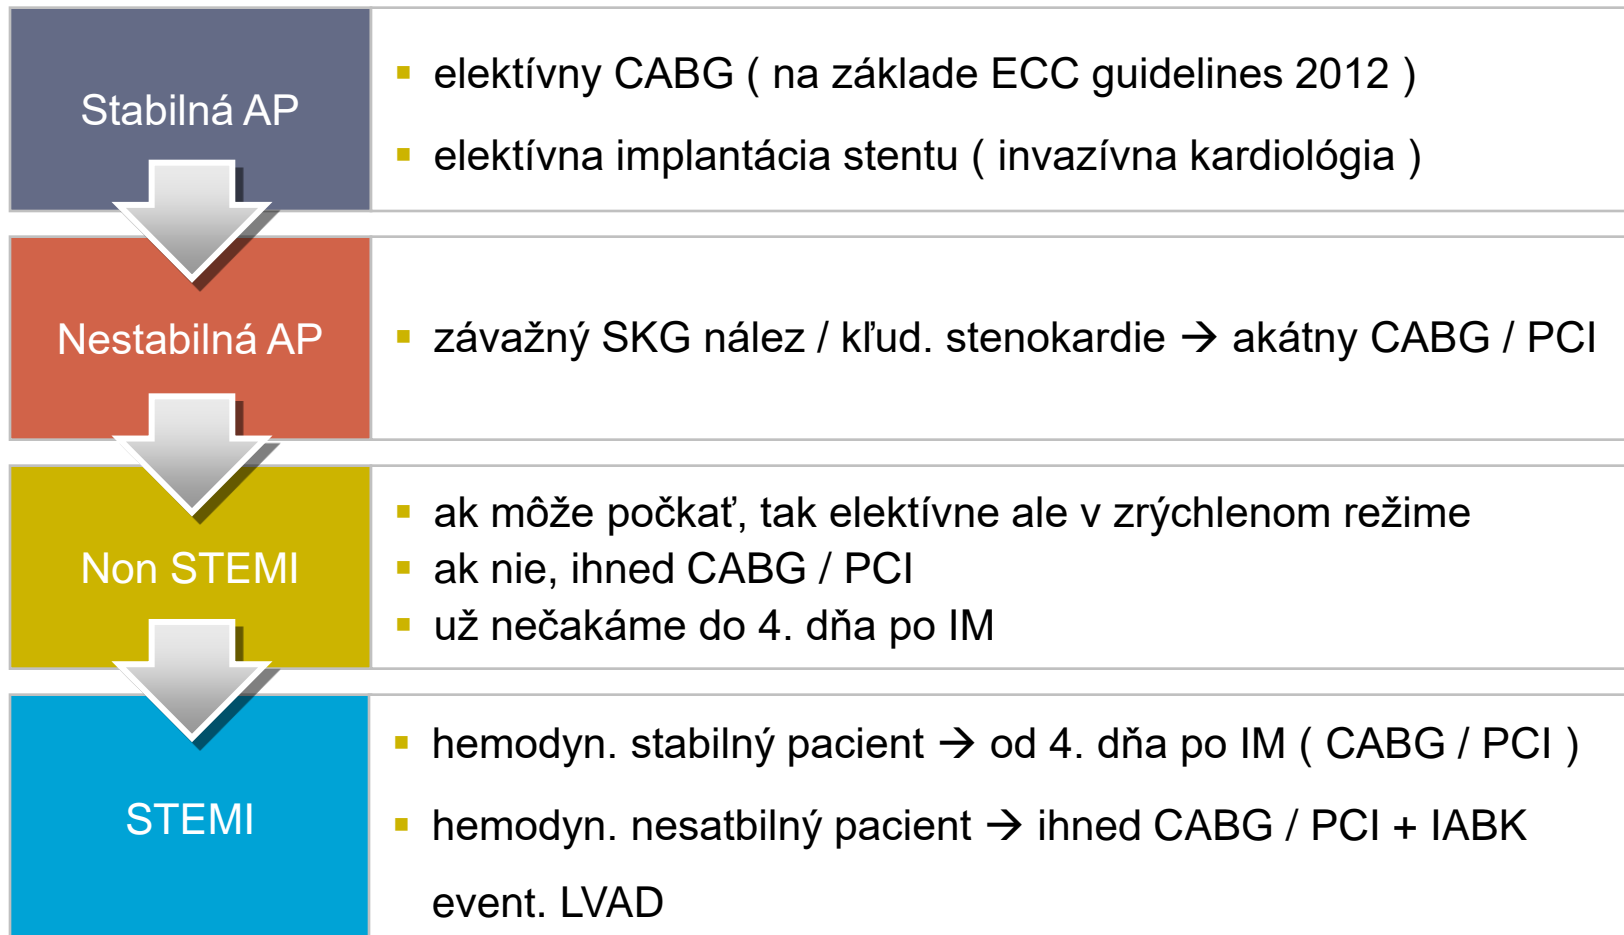 Stabilná AP
▪ elektívny CABG ( na základe ECC guidelines 2012 )
▪ elektívna implantácia stentu ( invazívna kardiológia )
Nestabilná AP
▪ závažný SKG nález / kľud. stenokardie → akátny CABG / PCI
Non STEMI
▪ ak môže počkať, tak elektívne ale v zrýchlenom režime
▪ ak nie, ihned CABG / PCI
▪ už nečakáme do 4. dňa po IM
STEMI
▪ hemodyn. stabilný pacient → od 4. dňa po IM ( CABG / PCI )
▪ hemodyn. nesatbilný pacient → ihned CABG / PCI + IABK
event. LVAD